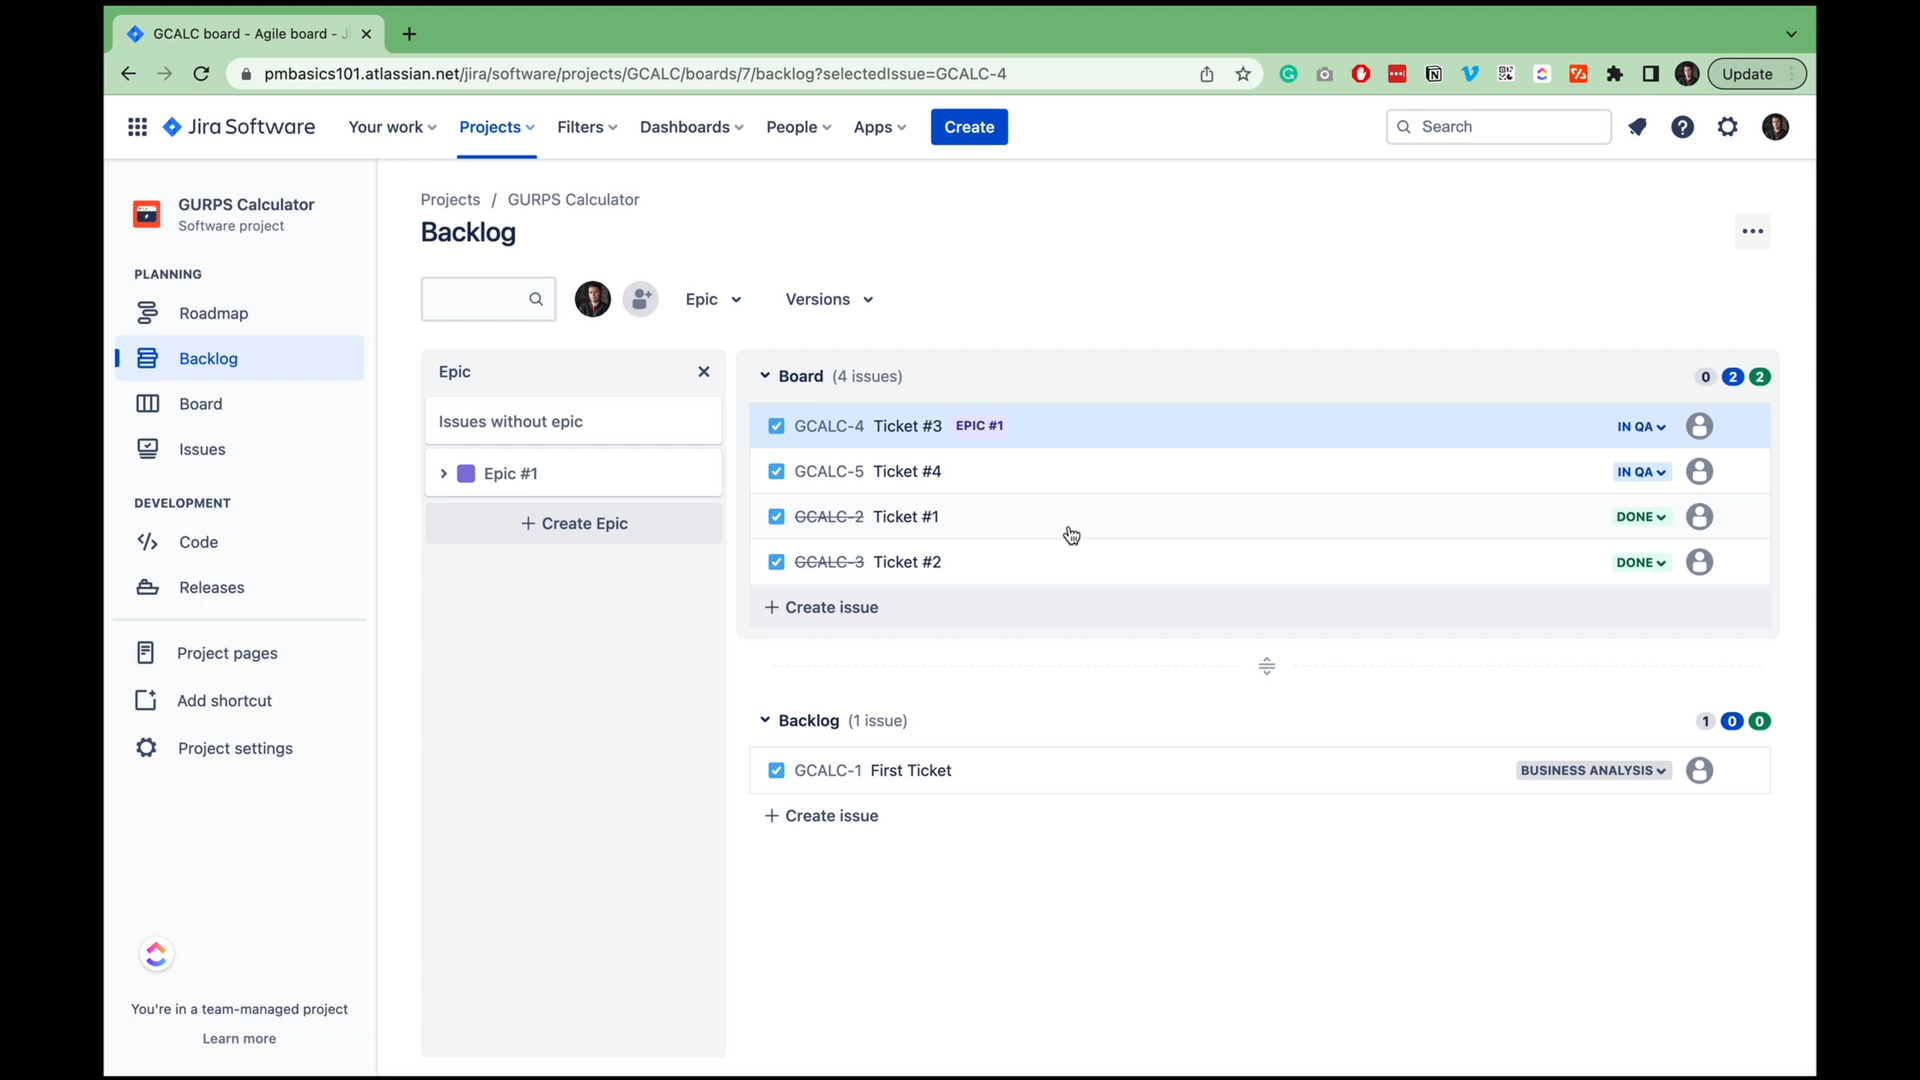 GCALC board - Agile board - Ji
pmbasics101.atlassian.net/jira/software/projects/GCALC/boards/7/backlog?selectedIssue=GCALC-4
Update
Jira Software
Your work
Projects
Filters
Dashboards
People
Apps
Create
Search
GURPS Calculator
Software project
PLANNING
Roadmap
Backlog
Board
Issues
DEVELOPMENT
Code
Releases
Project pages
Add shortcut
Project settings
You're in a team-managed project
Learn more
Projects / GURPS Calculator
Backlog
Epic
Versions
Epic
Issues without epic
Epic #1
+ Create Epic
Board (4 issues)
0 2 2
GCALC-4 Ticket #3 EPIC #1 IN QA
GCALC-5 Ticket #4 IN QA
GCALC-2 Ticket #1 DONE
GCALC-3 Ticket #2 DONE
+ Create issue
Backlog (1 issue)
1 0 0
GCALC-1 First Ticket BUSINESS ANALYSIS
+ Create issue